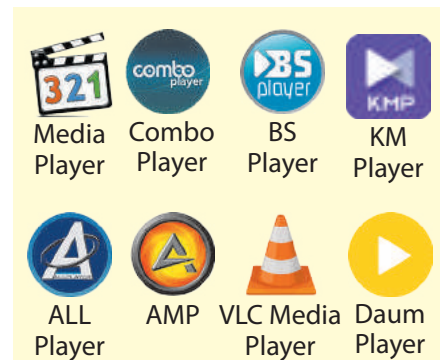 321
combo
player
BS
player
KMP
Media Combo BS KM
Player Player Player Player
A
A
ALL AMP VLC Media Daum
Player Player Player